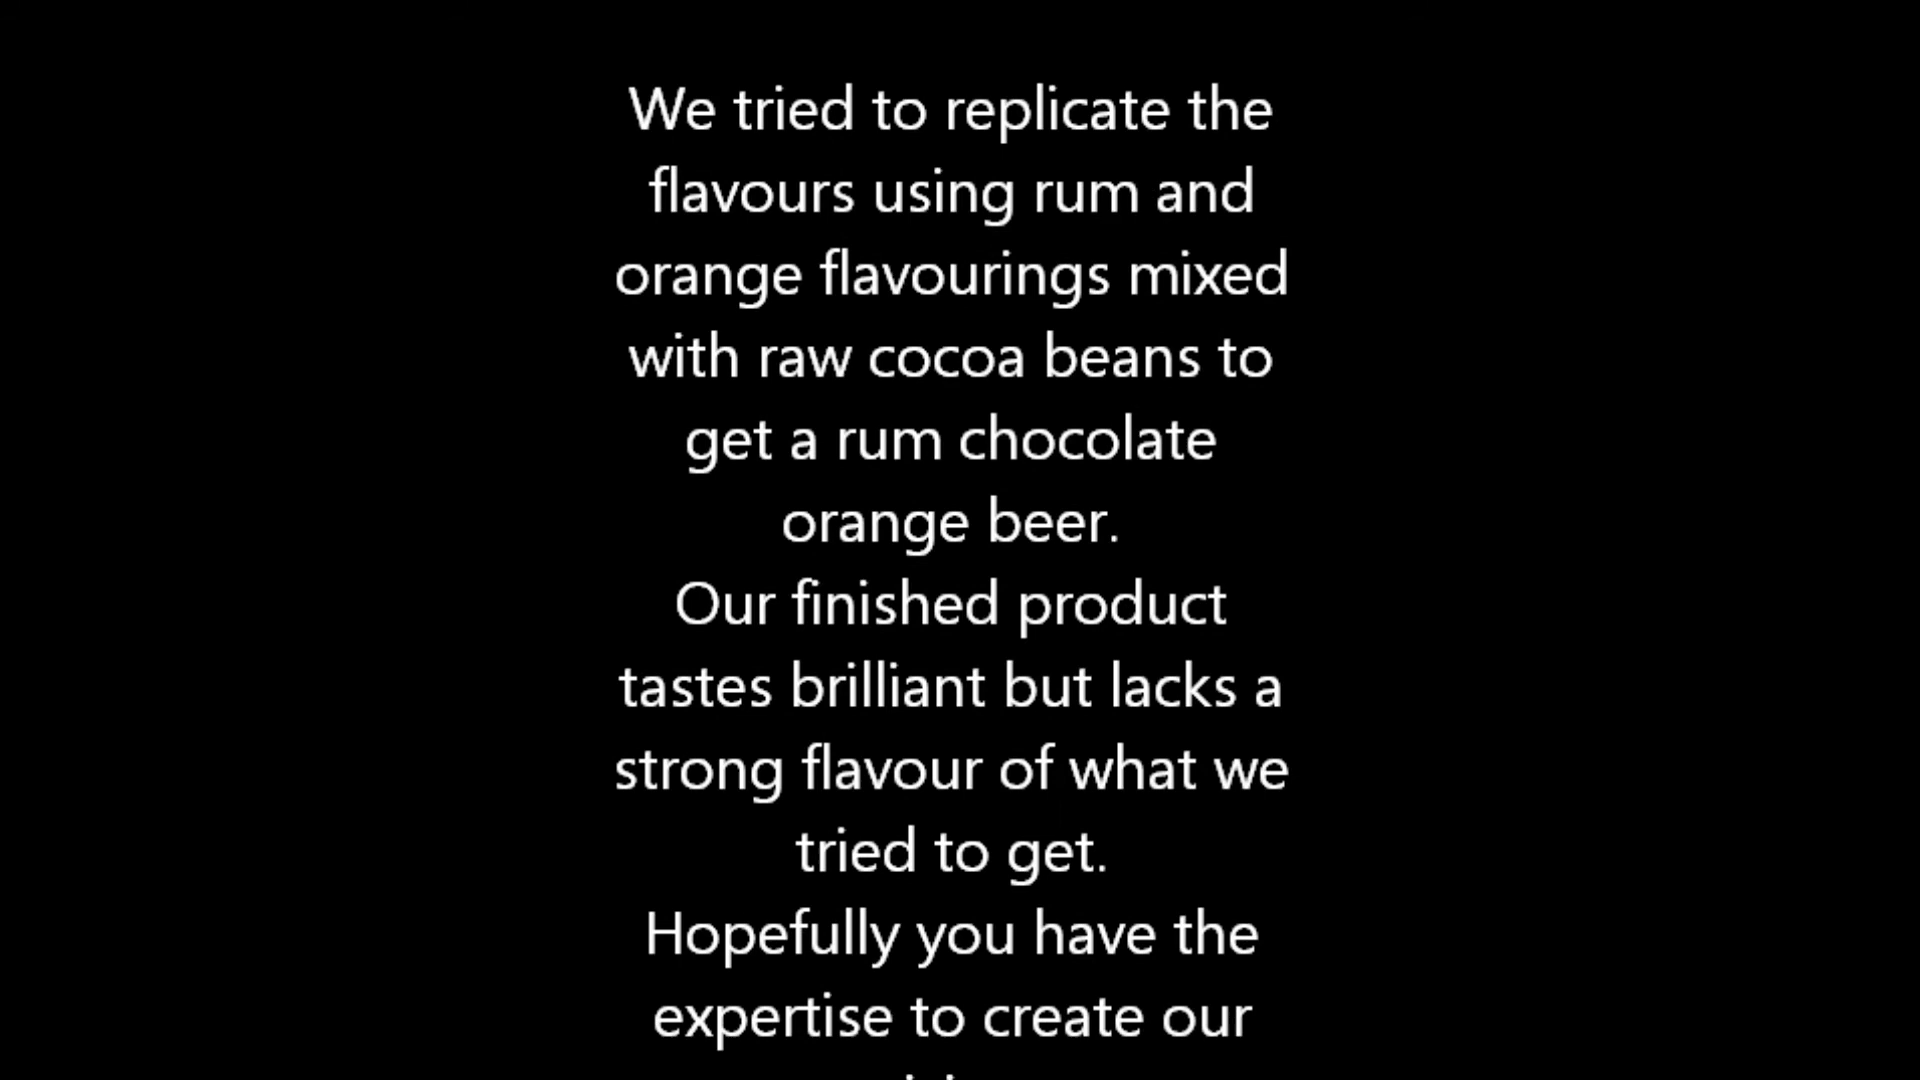 We tried to replicate the
flavours using rum and
orange flavourings mixed
with raw cocoa beans to
get a rum chocolate
orange beer.
Our finished product
tastes brilliant but lacks a
strong flavour of what we
tried to get.
Hopefully you have the
expertise to create our